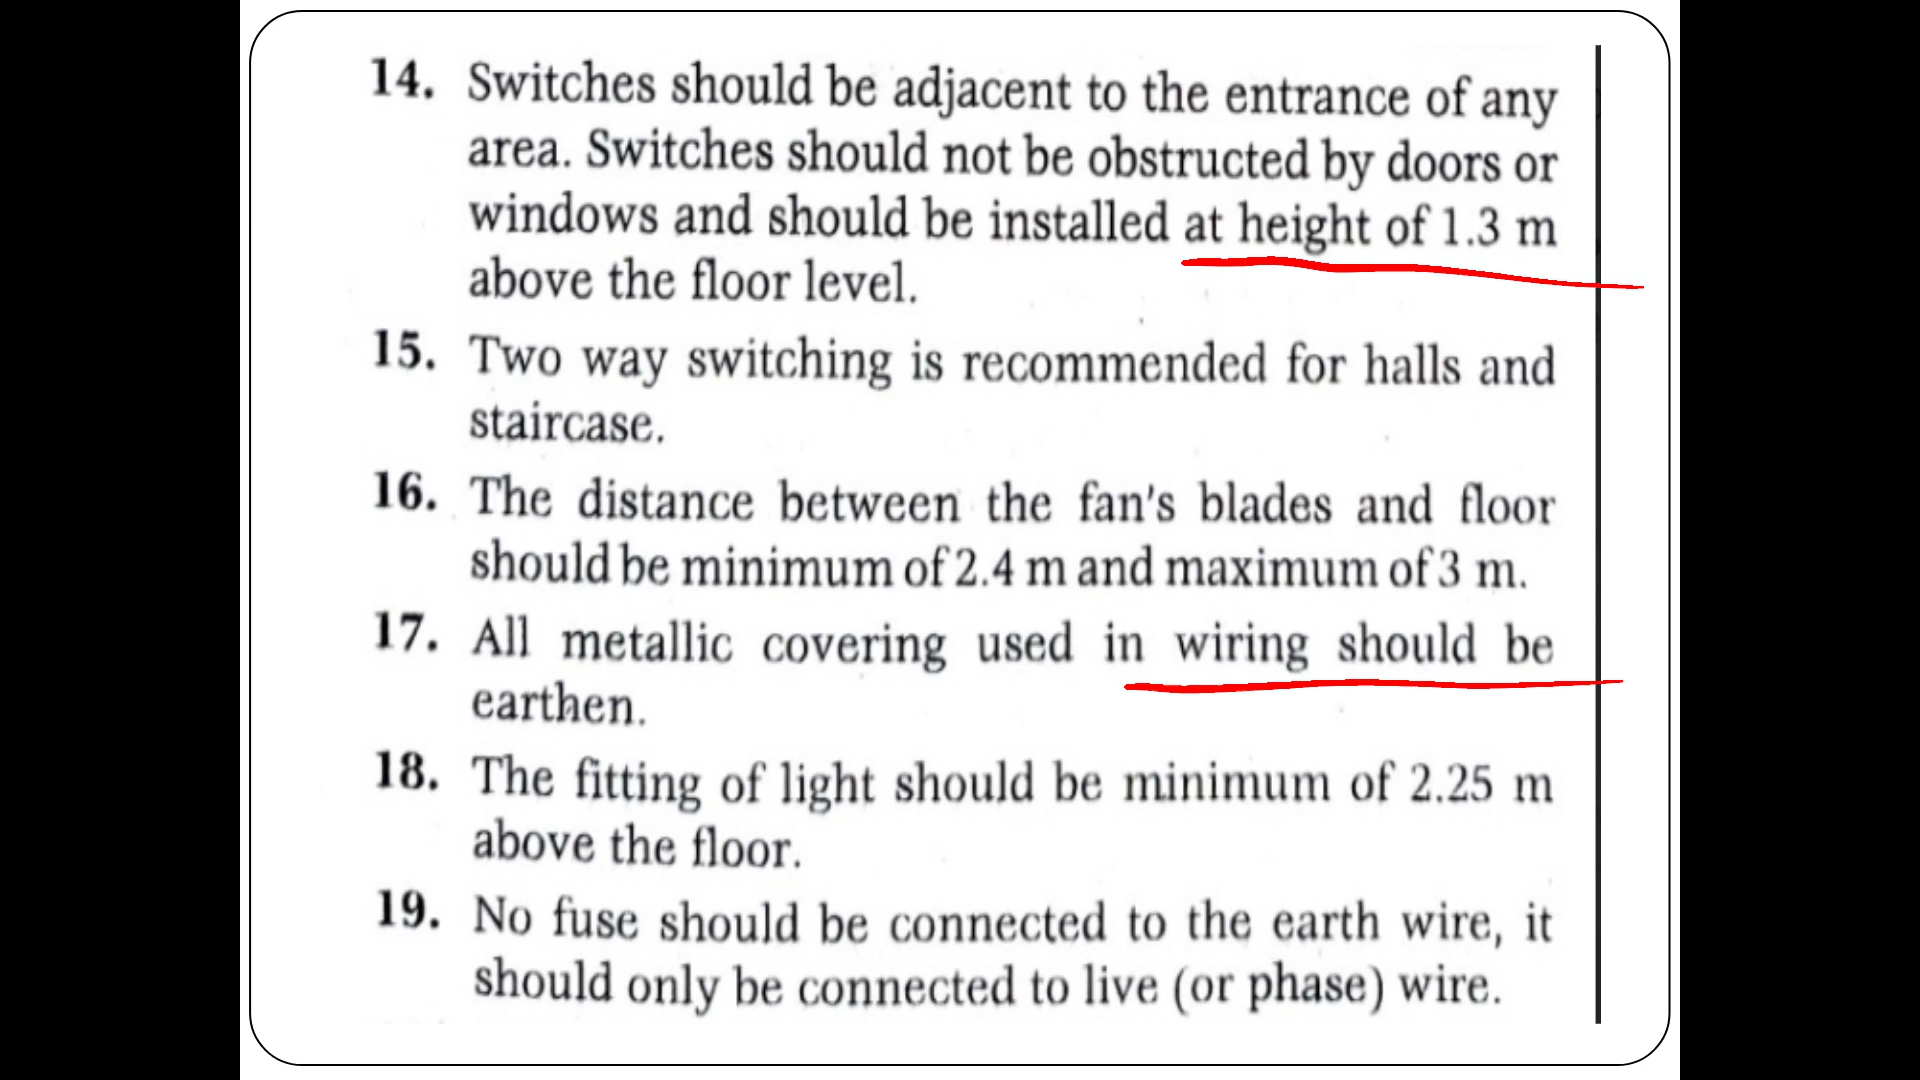 14. Switches should be adjacent to the entrance of any
area. Switches should not be obstructed by doors or
windows and should be installed at height of 1.3 m
above the floor level.
15. Two way switching is recommended for halls and
staircase.
16. The distance between the fan's blades and floor
should be minimum of 2.4 m and maximum of 3 m.
17. All metallic covering used in wiring should be
earthen.
18. The fitting of light should be minimum of 2.25 m
above the floor.
19. No fuse should be connected to the earth wire, it
should only be connected to live (or phase) wire.